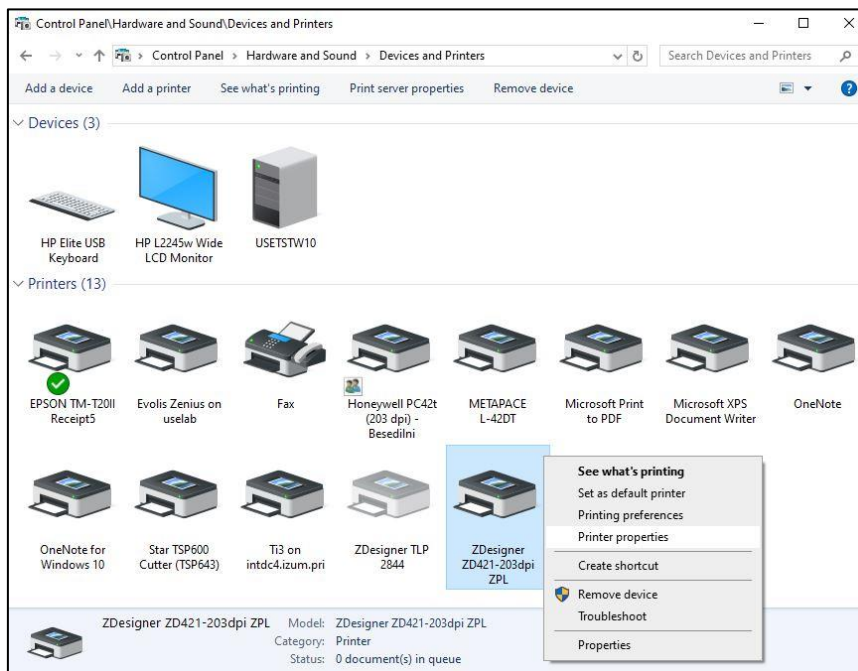 Control Panel\Hardware and Sound\Devices and Printers
Control Panel > Hardware and Sound > Devices and Printers
Search Devices and Printers
Add a device Add a printer See what's printing Print server properties Remove device
Devices (3)
HP Elite USB
Keyboard
HP L2245w Wide
LCD Monitor
USETSTW10
Printers (13)
EPSON TM-T20II
Receipt5
Evolis Zenius on
uselab
Fax
Honeywell PC42t
(203 dpi) -
Besedilni
METAPACE
L-42DT
Microsoft Print
to PDF
Microsoft XPS
Document Writer
OneNote
OneNote for
Windows 10
Star TSP600
Cutter (TSP643)
Ti3 on
intdc4.izum.pri
ZDesigner TLP
2844
ZDesigner
ZD421-203dpi
ZPL
See what's printing
Set as default printer
Printing preferences
Printer properties
Create shortcut
Remove device
Troubleshoot
Properties
ZDesigner ZD421-203dpi ZPL Model: ZDesigner ZD421-203dpi ZPL
Category: Printer
Status: 0 document(s) in queue